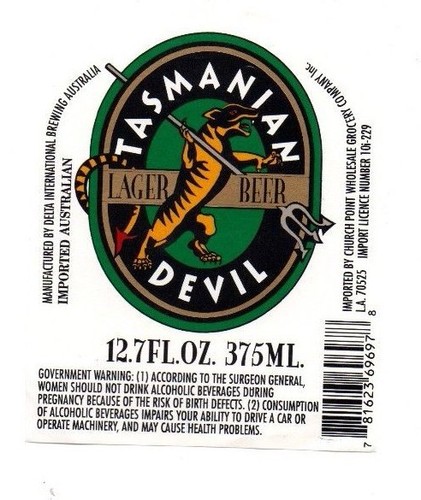 MANUFACTURED BY DELTA INTERNATIONAL BREWING AUSTRALIA
IMPORTED AUSTRALIAN
TASMANIAN
LAGER BEER
DEVIL
IMPORTED BY CHURCH POINT WHOLESALE GROCERY COMPANY Inc.
L.A. 70525 IMPORT LICENCE NUMBER 106-229
12.7FL.OZ. 375ML.
GOVERNMENT WARNING: (1) ACCORDING TO THE SURGEON GENERAL,
WOMEN SHOULD NOT DRINK ALCOHOLIC BEVERAGES DURING
PREGNANCY BECAUSE OF THE RISK OF BIRTH DEFECTS. (2) CONSUMPTION
OF ALCOHOLIC BEVERAGES IMPAIRS YOUR ABILITY TO DRIVE A CAR OR
OPERATE MACHINERY, AND MAY CAUSE HEALTH PROBLEMS.
7 81623 69697 8